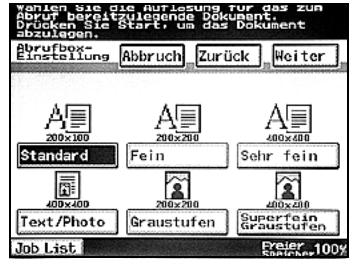 Wählen Sie die Auflösung für das zum
Abruf bereitzulegende Dokument.
Drücken Sie Start, um das Dokument
abzulegen.
Abrufbox-
Einstellung
Abbruch
Zurück
Weiter
200x100
200x200
400x400
Standard
Fein
Sehr fein
400x400
200x200
400x400
Text/Photo
Graustufen
Superfein
Graustufen
Job List
Freier
Speicher
100%